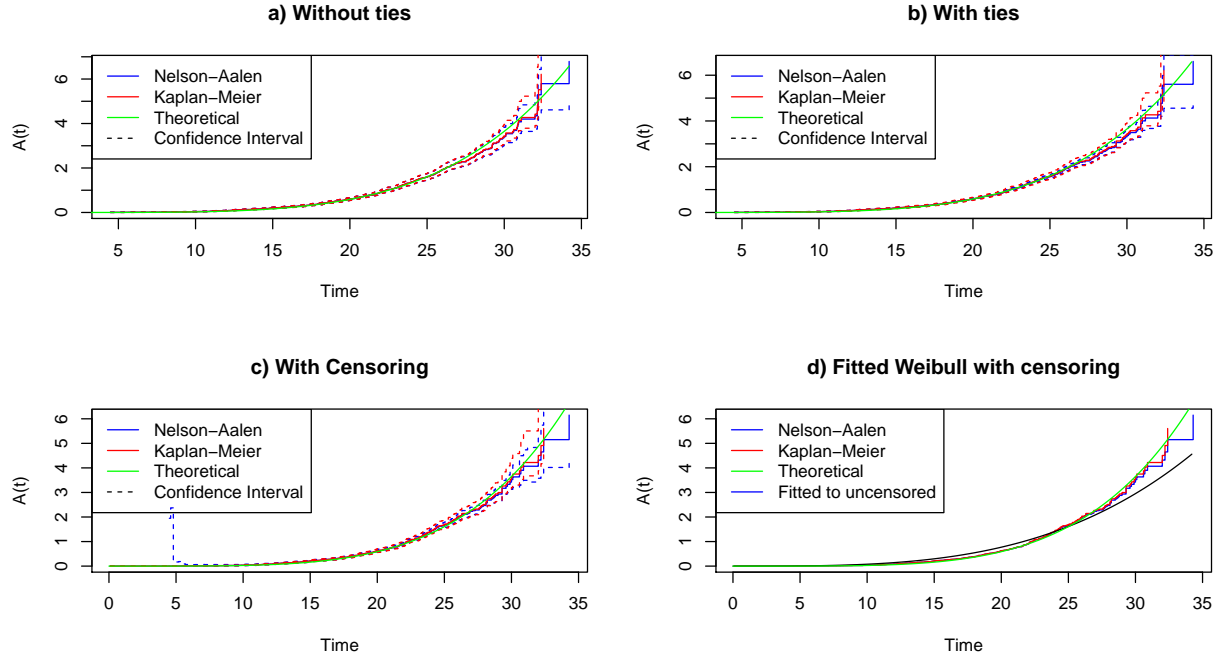 a) Without ties
A(t)
0 2 4 6
Nelson−Aalen
Kaplan−Meier
Theoretical
Confidence Interval
5 10 15 20 25 30 35
Time
b) With ties
A(t)
0 2 4 6
Nelson−Aalen
Kaplan−Meier
Theoretical
Confidence Interval
5 10 15 20 25 30 35
Time
c) With Censoring
A(t)
0 1 2 3 4 5 6
Nelson−Aalen
Kaplan−Meier
Theoretical
Confidence Interval
0 5 10 15 20 25 30 35
Time
d) Fitted Weibull with censoring
A(t)
0 1 2 3 4 5 6
Nelson−Aalen
Kaplan−Meier
Theoretical
Fitted to uncensored
0 5 10 15 20 25 30 35
Time